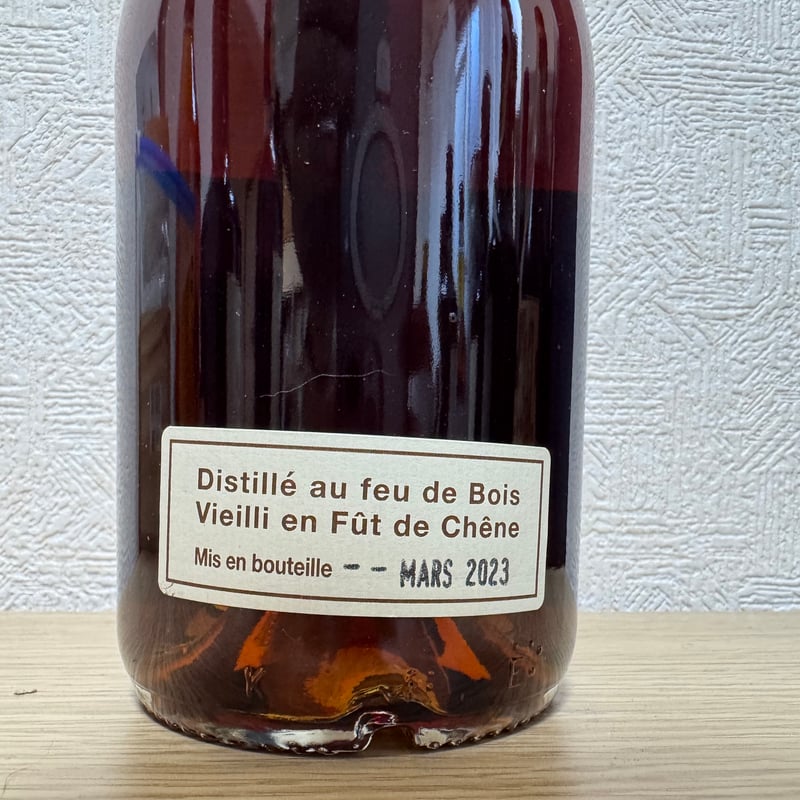 Distillé au feu de Bois
Vieilli en Fût de Chêne
Mis en bouteille -- MARS 2023